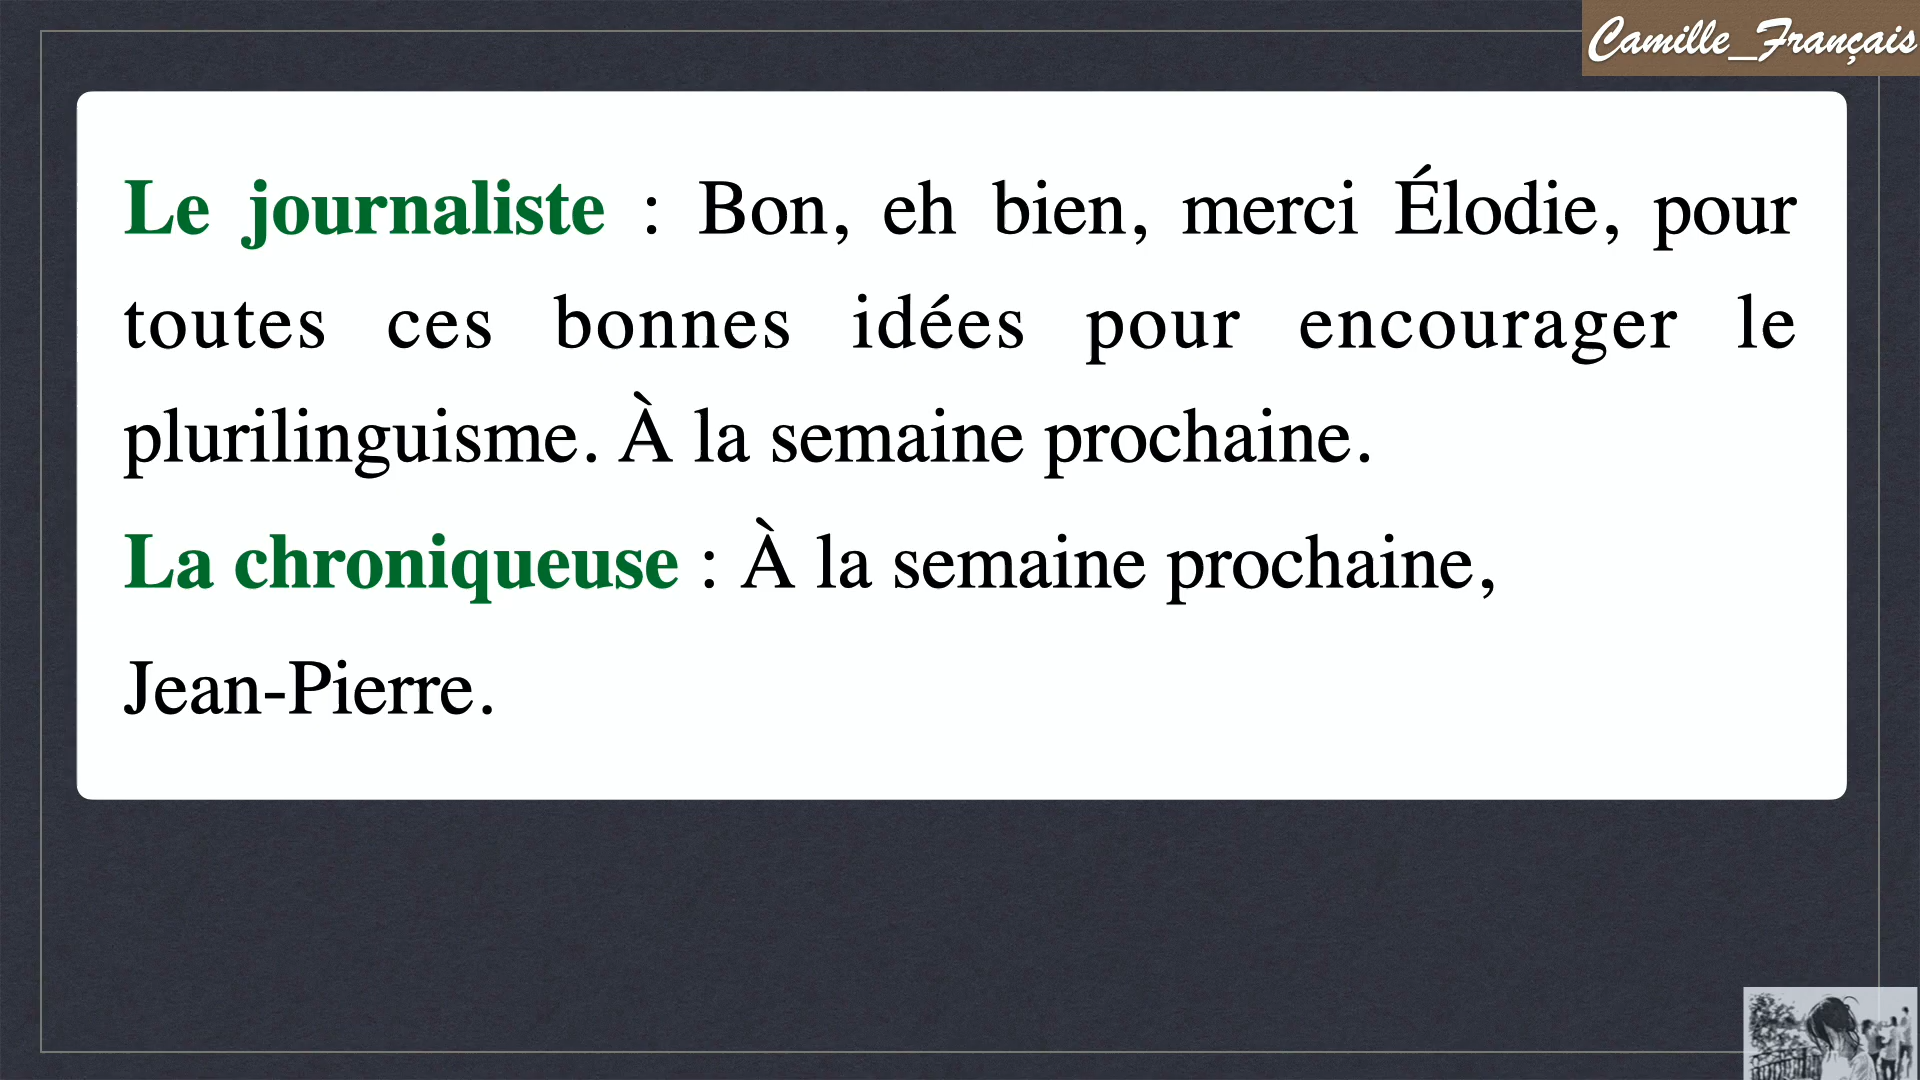 Camille_Français
Le journaliste : Bon, eh bien, merci Élodie, pour
toutes ces bonnes idées pour encourager le
plurilinguisme. À la semaine prochaine.
La chroniqueuse : À la semaine prochaine,
Jean-Pierre.